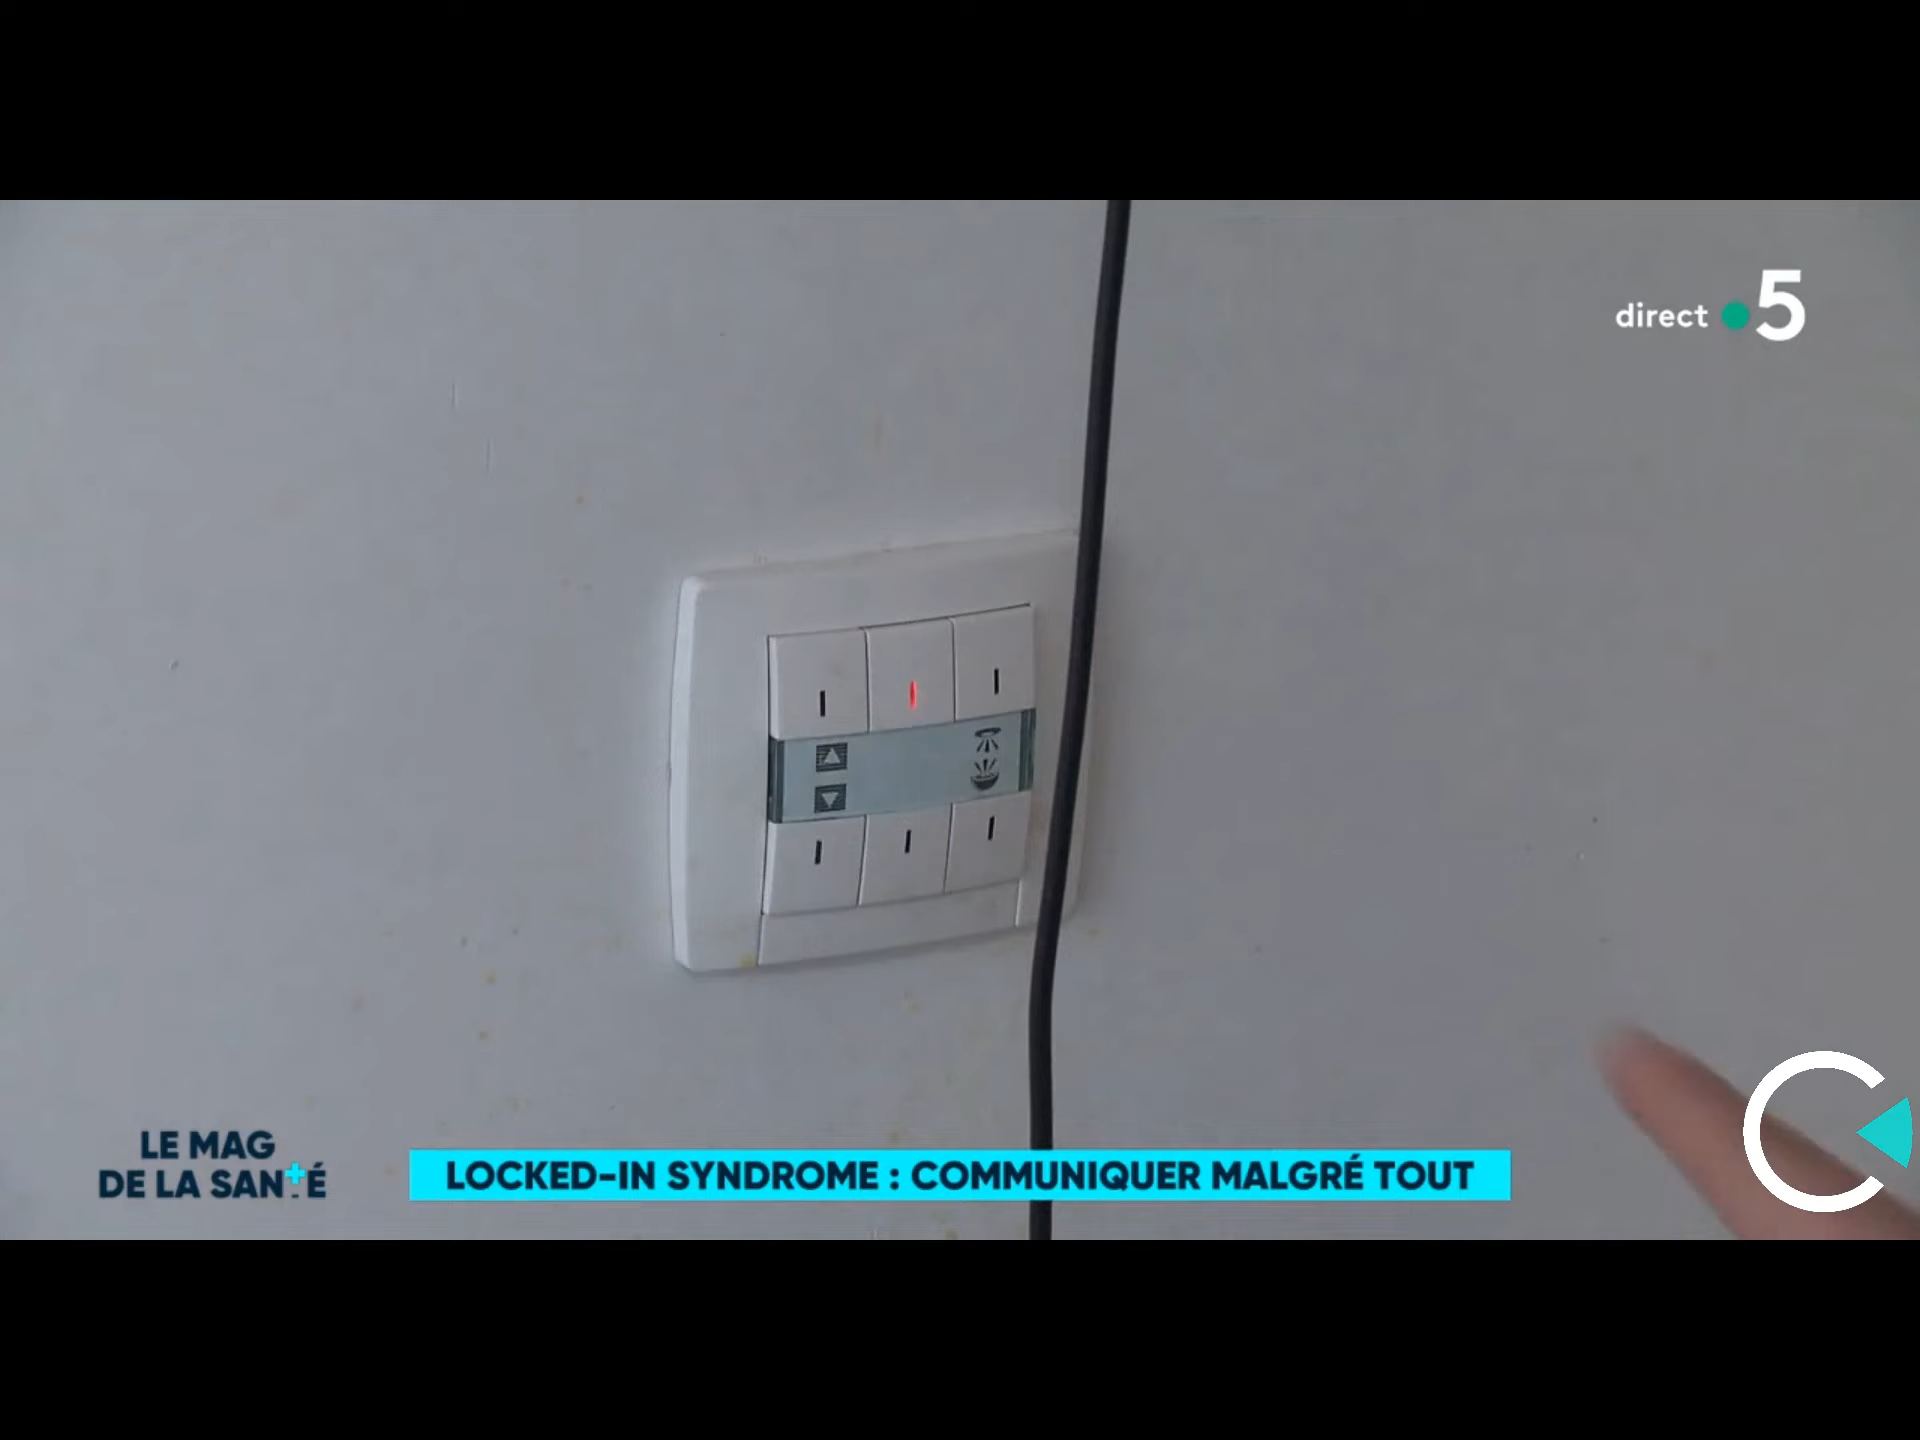 direct 5
LE MAG
DE LA SANTÉ
LOCKED-IN SYNDROME : COMMUNIQUER MALGRÉ TOUT